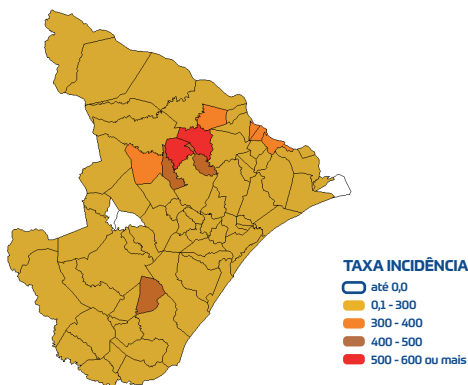 TAXA INCIDÊNCIA
até 0,0
0,1 - 300
300 - 400
400 - 500
500 - 600 ou mais